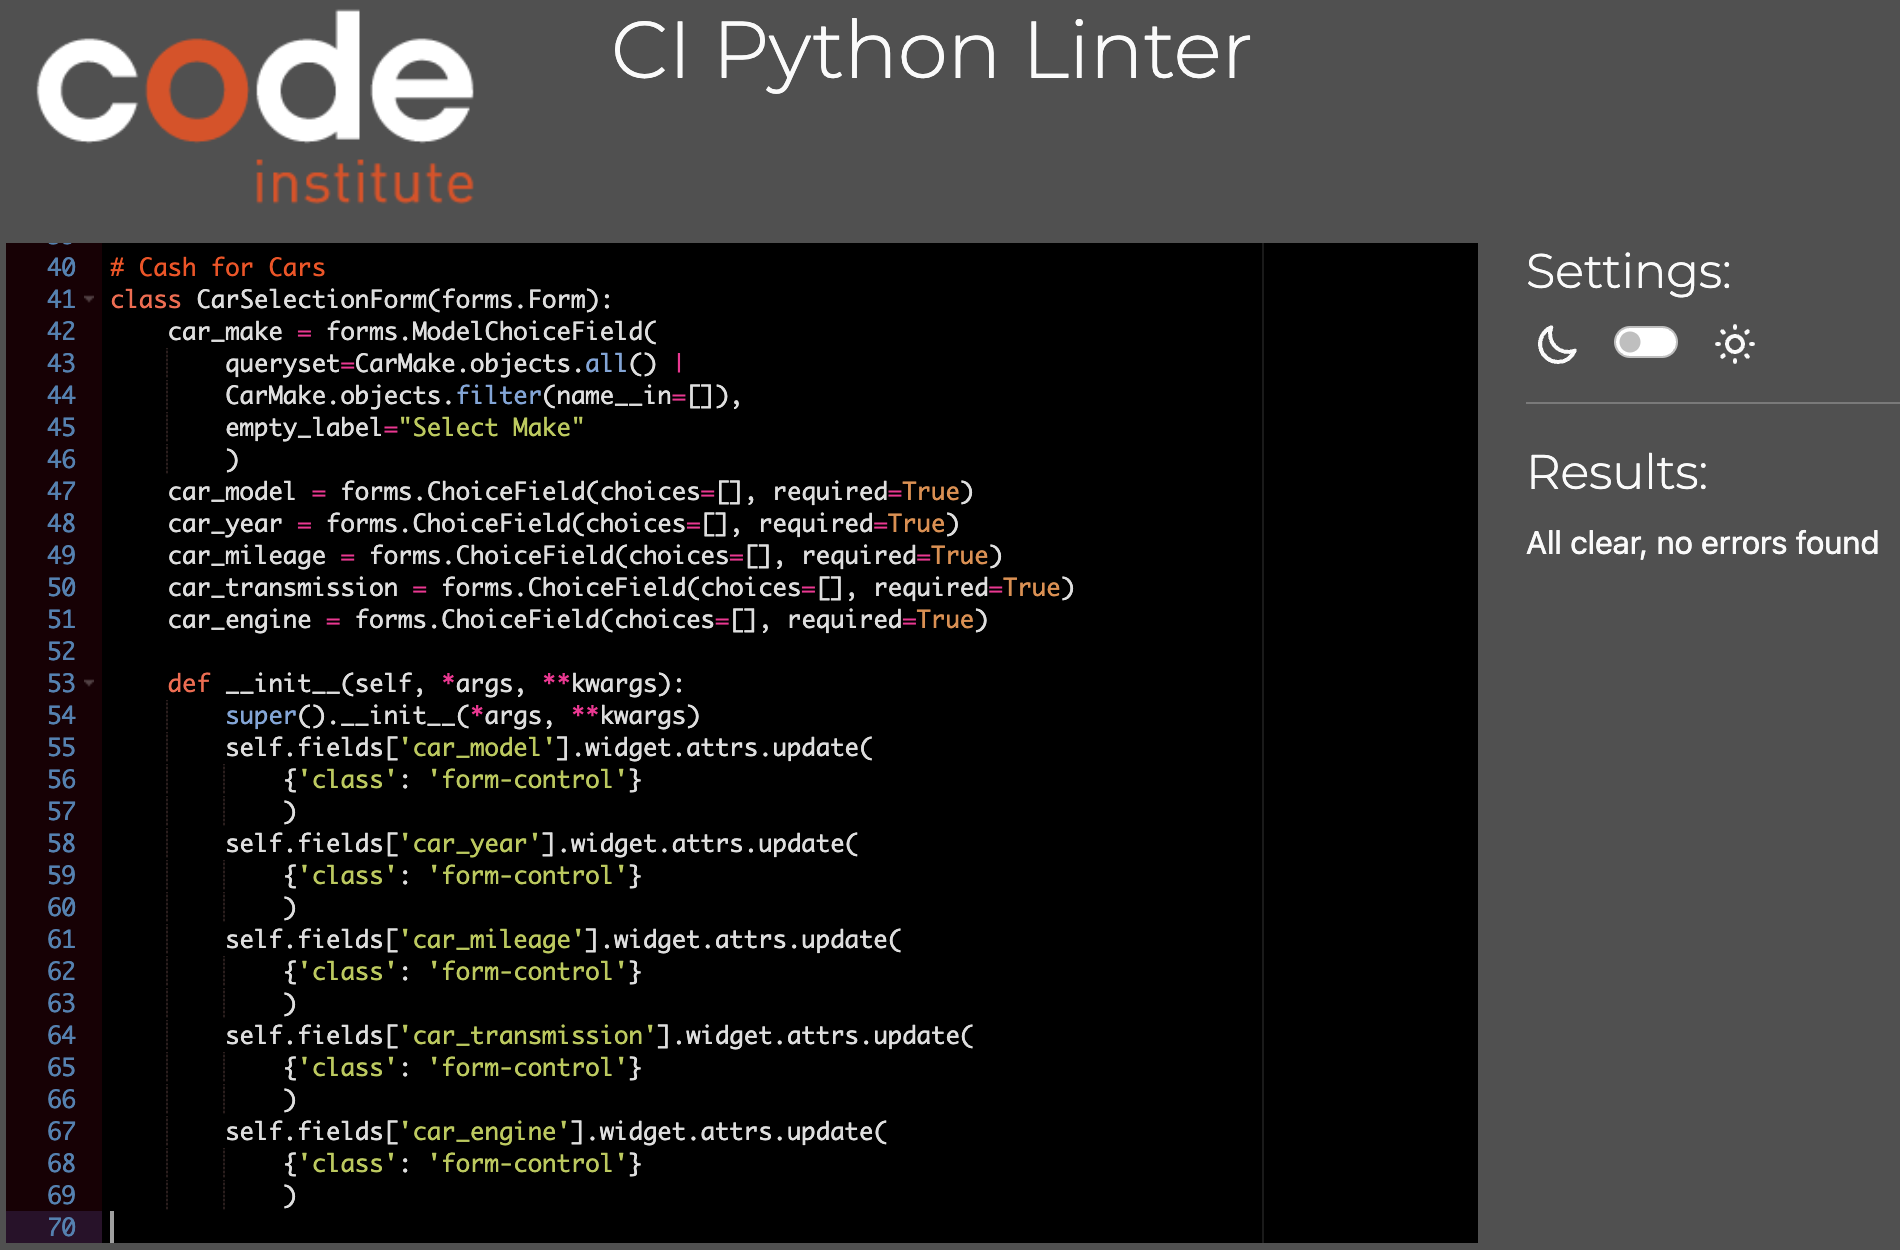 code
institute
CI Python Linter
40 # Cash for Cars
41 class CarSelectionForm(forms.Form):
42     car_make = forms.ModelChoiceField(
43         queryset=CarMake.objects.all() |
44         CarMake.objects.filter(name__in=[]),
45         empty_label="Select Make"
46         )
47     car_model = forms.ChoiceField(choices=[], required=True)
48     car_year = forms.ChoiceField(choices=[], required=True)
49     car_mileage = forms.ChoiceField(choices=[], required=True)
50     car_transmission = forms.ChoiceField(choices=[], required=True)
51     car_engine = forms.ChoiceField(choices=[], required=True)
52
53     def __init__(self, *args, **kwargs):
54         super().__init__(*args, **kwargs)
55         self.fields['car_model'].widget.attrs.update(
56             {'class': 'form-control'}
57             )
58         self.fields['car_year'].widget.attrs.update(
59             {'class': 'form-control'}
60             )
61         self.fields['car_mileage'].widget.attrs.update(
62             {'class': 'form-control'}
63             )
64         self.fields['car_transmission'].widget.attrs.update(
65             {'class': 'form-control'}
66             )
67         self.fields['car_engine'].widget.attrs.update(
68             {'class': 'form-control'}
69             )
70
Settings:
Results:
All clear, no errors found